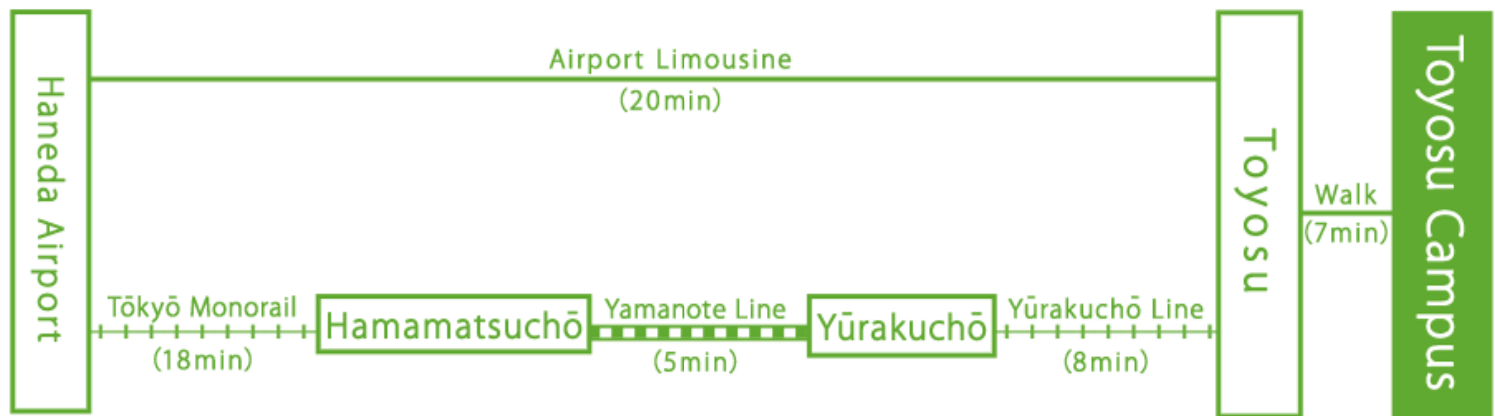 Haneda Airport
Airport Limousine
(20min)
Tōkyō Monorail
(18min)
Hamamatsuchō
Yamanote Line
(5min)
Yūrakuchō
Yūrakuchō Line
(8min)
Toyosu
Walk
(7min)
Toyosu Campus